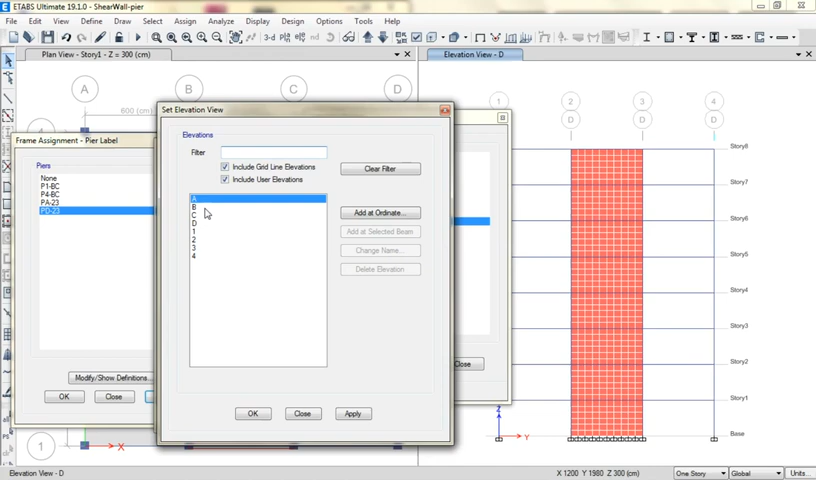 ETABS Ultimate 19.1.0 - ShearWall-pier
File Edit View Define Draw Select Assign Analyze Display Design Options Tools Help
Plan View - Story1 - Z = 300 (cm)
Elevation View - D
A B C D
600 (cm)
Frame Assignment - Pier Label
Piers
None
P1-BC
P4-BC
PA-23
PD-23
Modify/Show Definitions...
OK Close
Set Elevation View
Elevations
Filter
Include Grid Line Elevations
Include User Elevations
Clear Filter
A
B
C
D
1
2
3
4
Add at Ordinate...
Add at Selected Beam
Change Name...
Delete Elevation
OK Close Apply
Close
1 2 3 4
D D D
Story8
Story7
Story6
Story5
Story4
Story3
Story2
Story1
Base
Z
Y
1
X
Elevation View - D
X 1200 Y 1980 Z 300 (cm)
One Story
Global
Units...